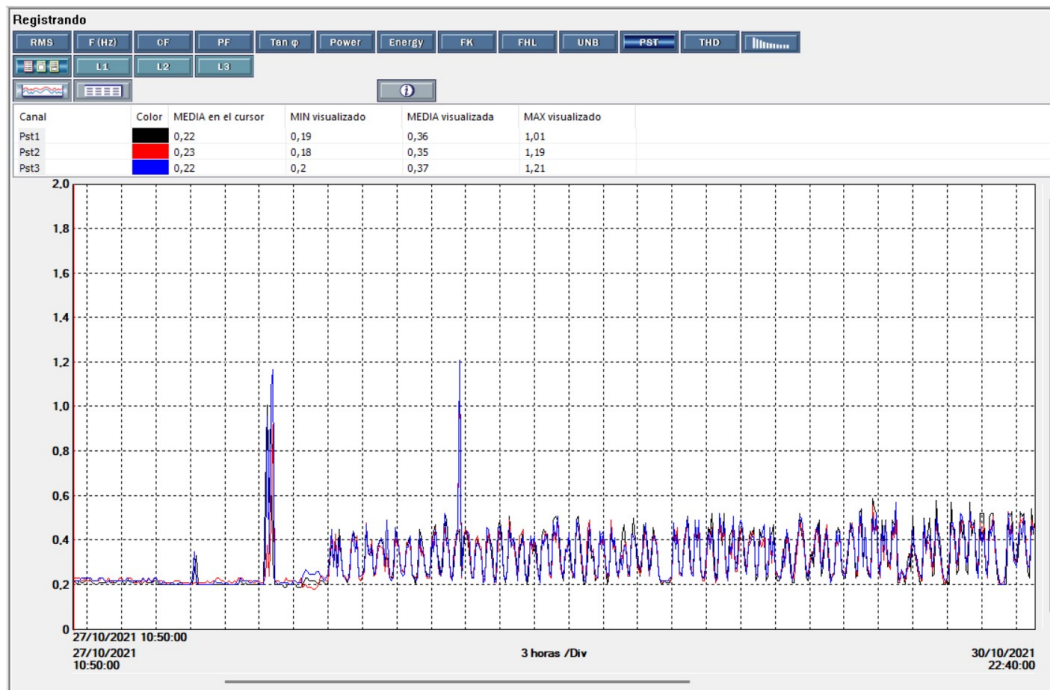 Registrando
RMS F (HZ) CF PF Tan φ Power Energy FK FHL UNB PST THD
L1 L2 L3
Canal Color MEDIA en el cursor MIN visualizado MEDIA visualizada MAX visualizado
Pst1 0,22 0,19 0,36 1,01
Pst2 0,23 0,18 0,35 1,19
Pst3 0,22 0,2 0,37 1,21
2,0
1,8
1,6
1,4
1,2
1,0
0,8
0,6
0,4
0,2
0
27/10/2021 10:50:00
27/10/2021 3 horas /Div 30/10/2021
10:50:00 22:40:00